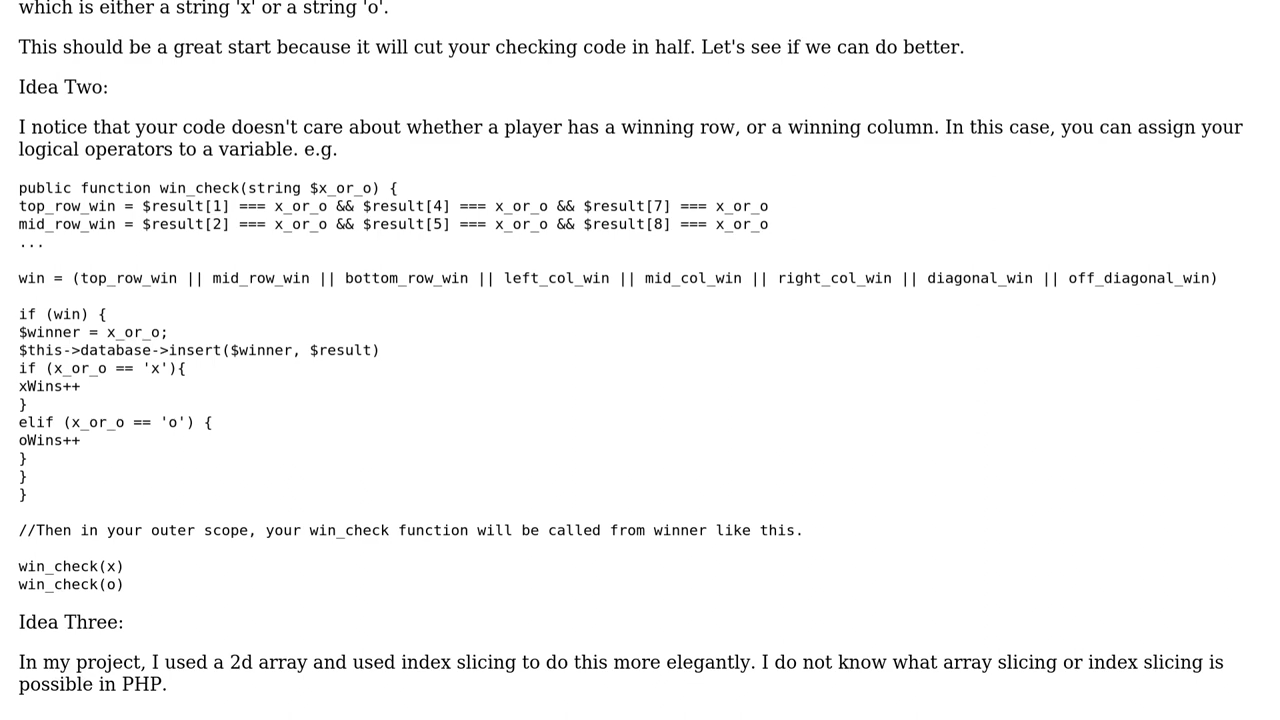 which is either a string 'x' or a string 'o'.
This should be a great start because it will cut your checking code in half. Let's see if we can do better.
Idea Two:
I notice that your code doesn't care about whether a player has a winning row, or a winning column. In this case, you can assign your
logical operators to a variable. e.g.
public function win_check(string $x_or_o) {
top_row_win = $result[1] === x_or_o && $result[4] === x_or_o && $result[7] === x_or_o
mid_row_win = $result[2] === x_or_o && $result[5] === x_or_o && $result[8] === x_or_o
...
win = (top_row_win || mid_row_win || bottom_row_win || left_col_win || mid_col_win || right_col_win || diagonal_win || off_diagonal_win)
if (win) {
$winner = x_or_o;
$this->database->insert($winner, $result)
if (x_or_o == 'x'){
xWins++
}
elif (x_or_o == 'o') {
oWins++
}
}
}
//Then in your outer scope, your win_check function will be called from winner like this.
win_check(x)
win_check(o)
Idea Three:
In my project, I used a 2d array and used index slicing to do this more elegantly. I do not know what array slicing or index slicing is
possible in PHP.